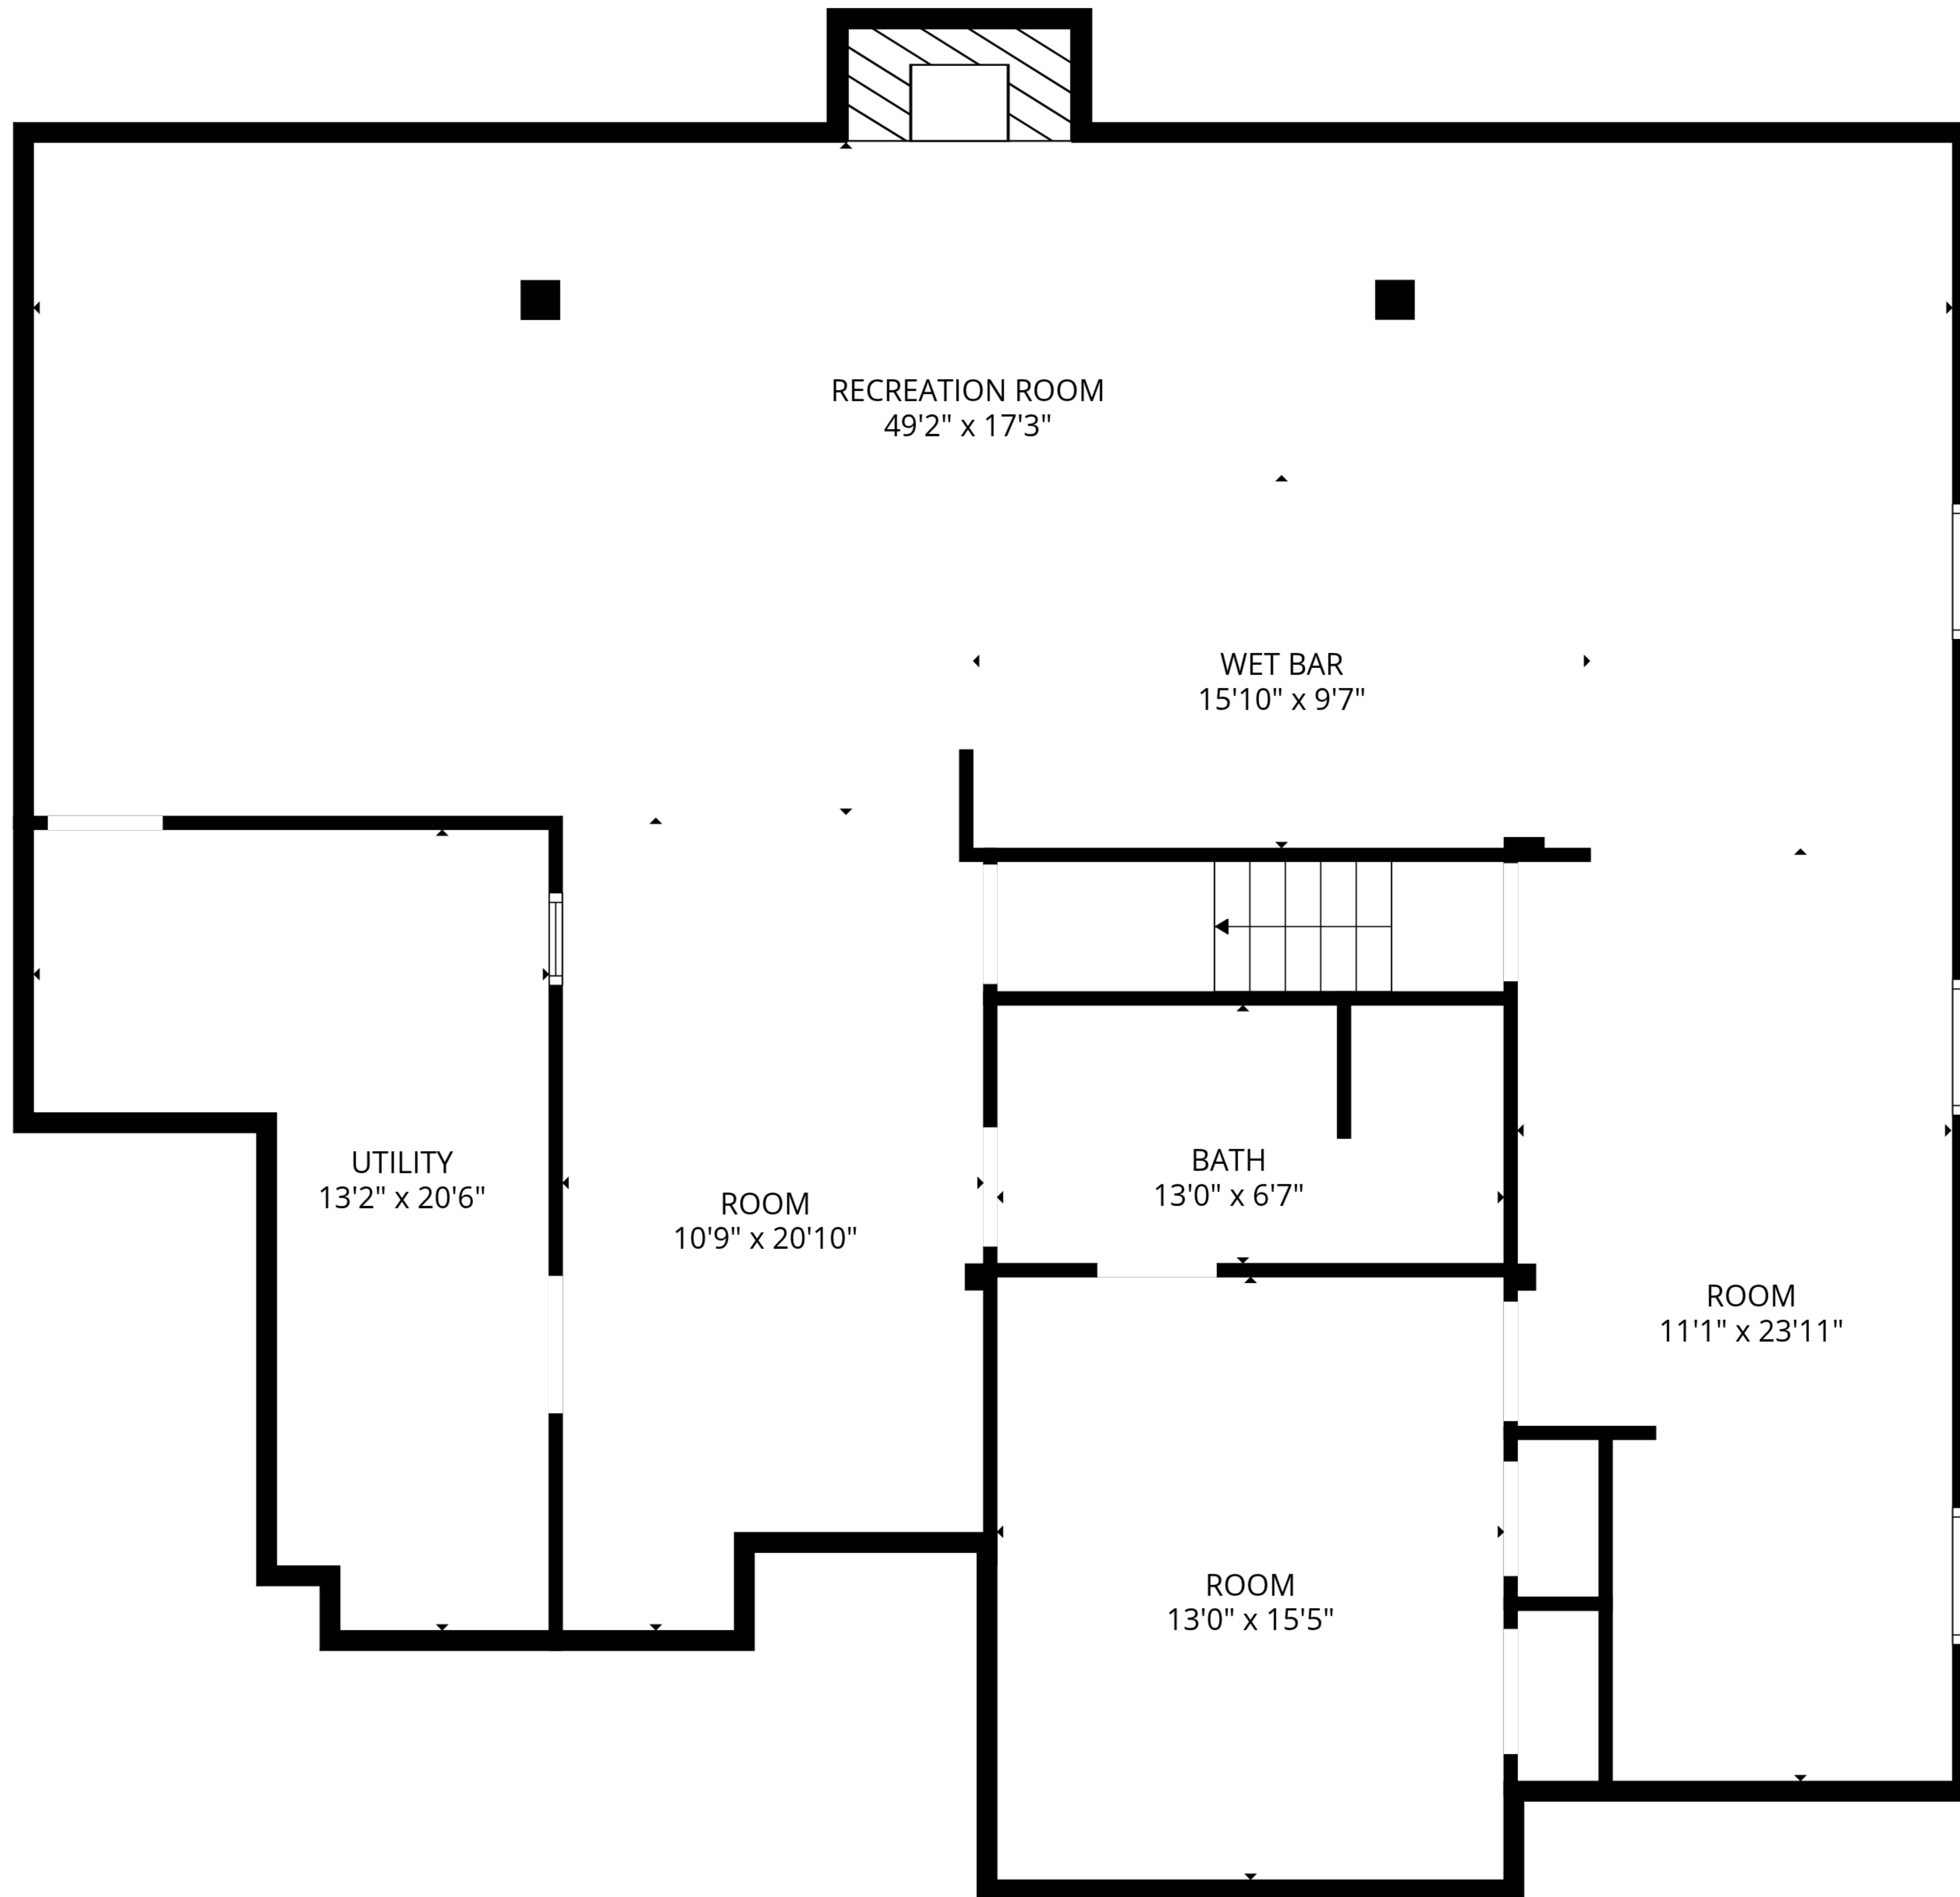 RECREATION ROOM
49'2" x 17'3"
WET BAR
15'10" x 9'7"
UTILITY
13'2" x 20'6"
ROOM
10'9" x 20'10"
BATH
13'0" x 6'7"
ROOM
11'1" x 23'11"
ROOM
13'0" x 15'5"